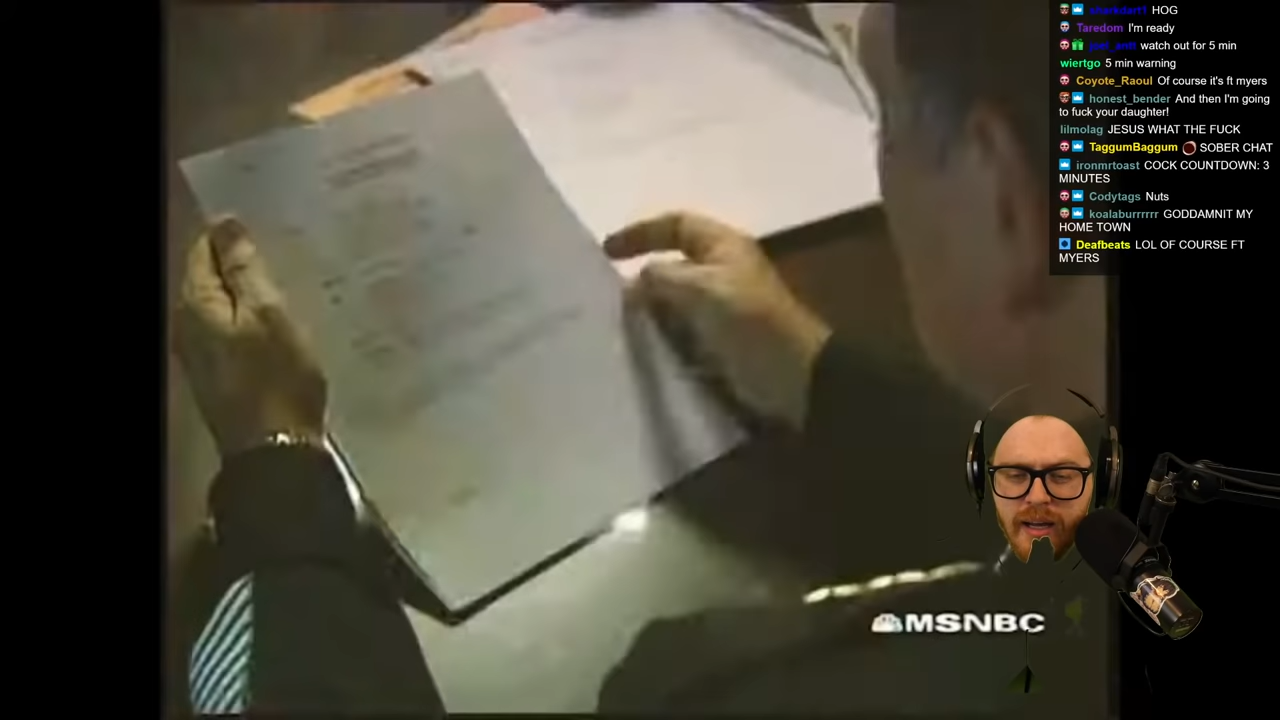 sharkdart1 HOG
Taredom I'm ready
watch out for 5 min
wiertgo 5 min warning
Coyote_Raoul Of course it's ft myers
honest_bender And then I'm going
to fuck your daughter!
lilmolag JESUS WHAT THE FUCK
TaggumBaggum SOBER CHAT
ironmrtoast COCK COUNTDOWN: 3
MINUTES
Codytags Nuts
koalaburrrrrr GODDAMNIT MY
HOME TOWN
Deafbeats LOL OF COURSE FT
MYERS
MSNBC